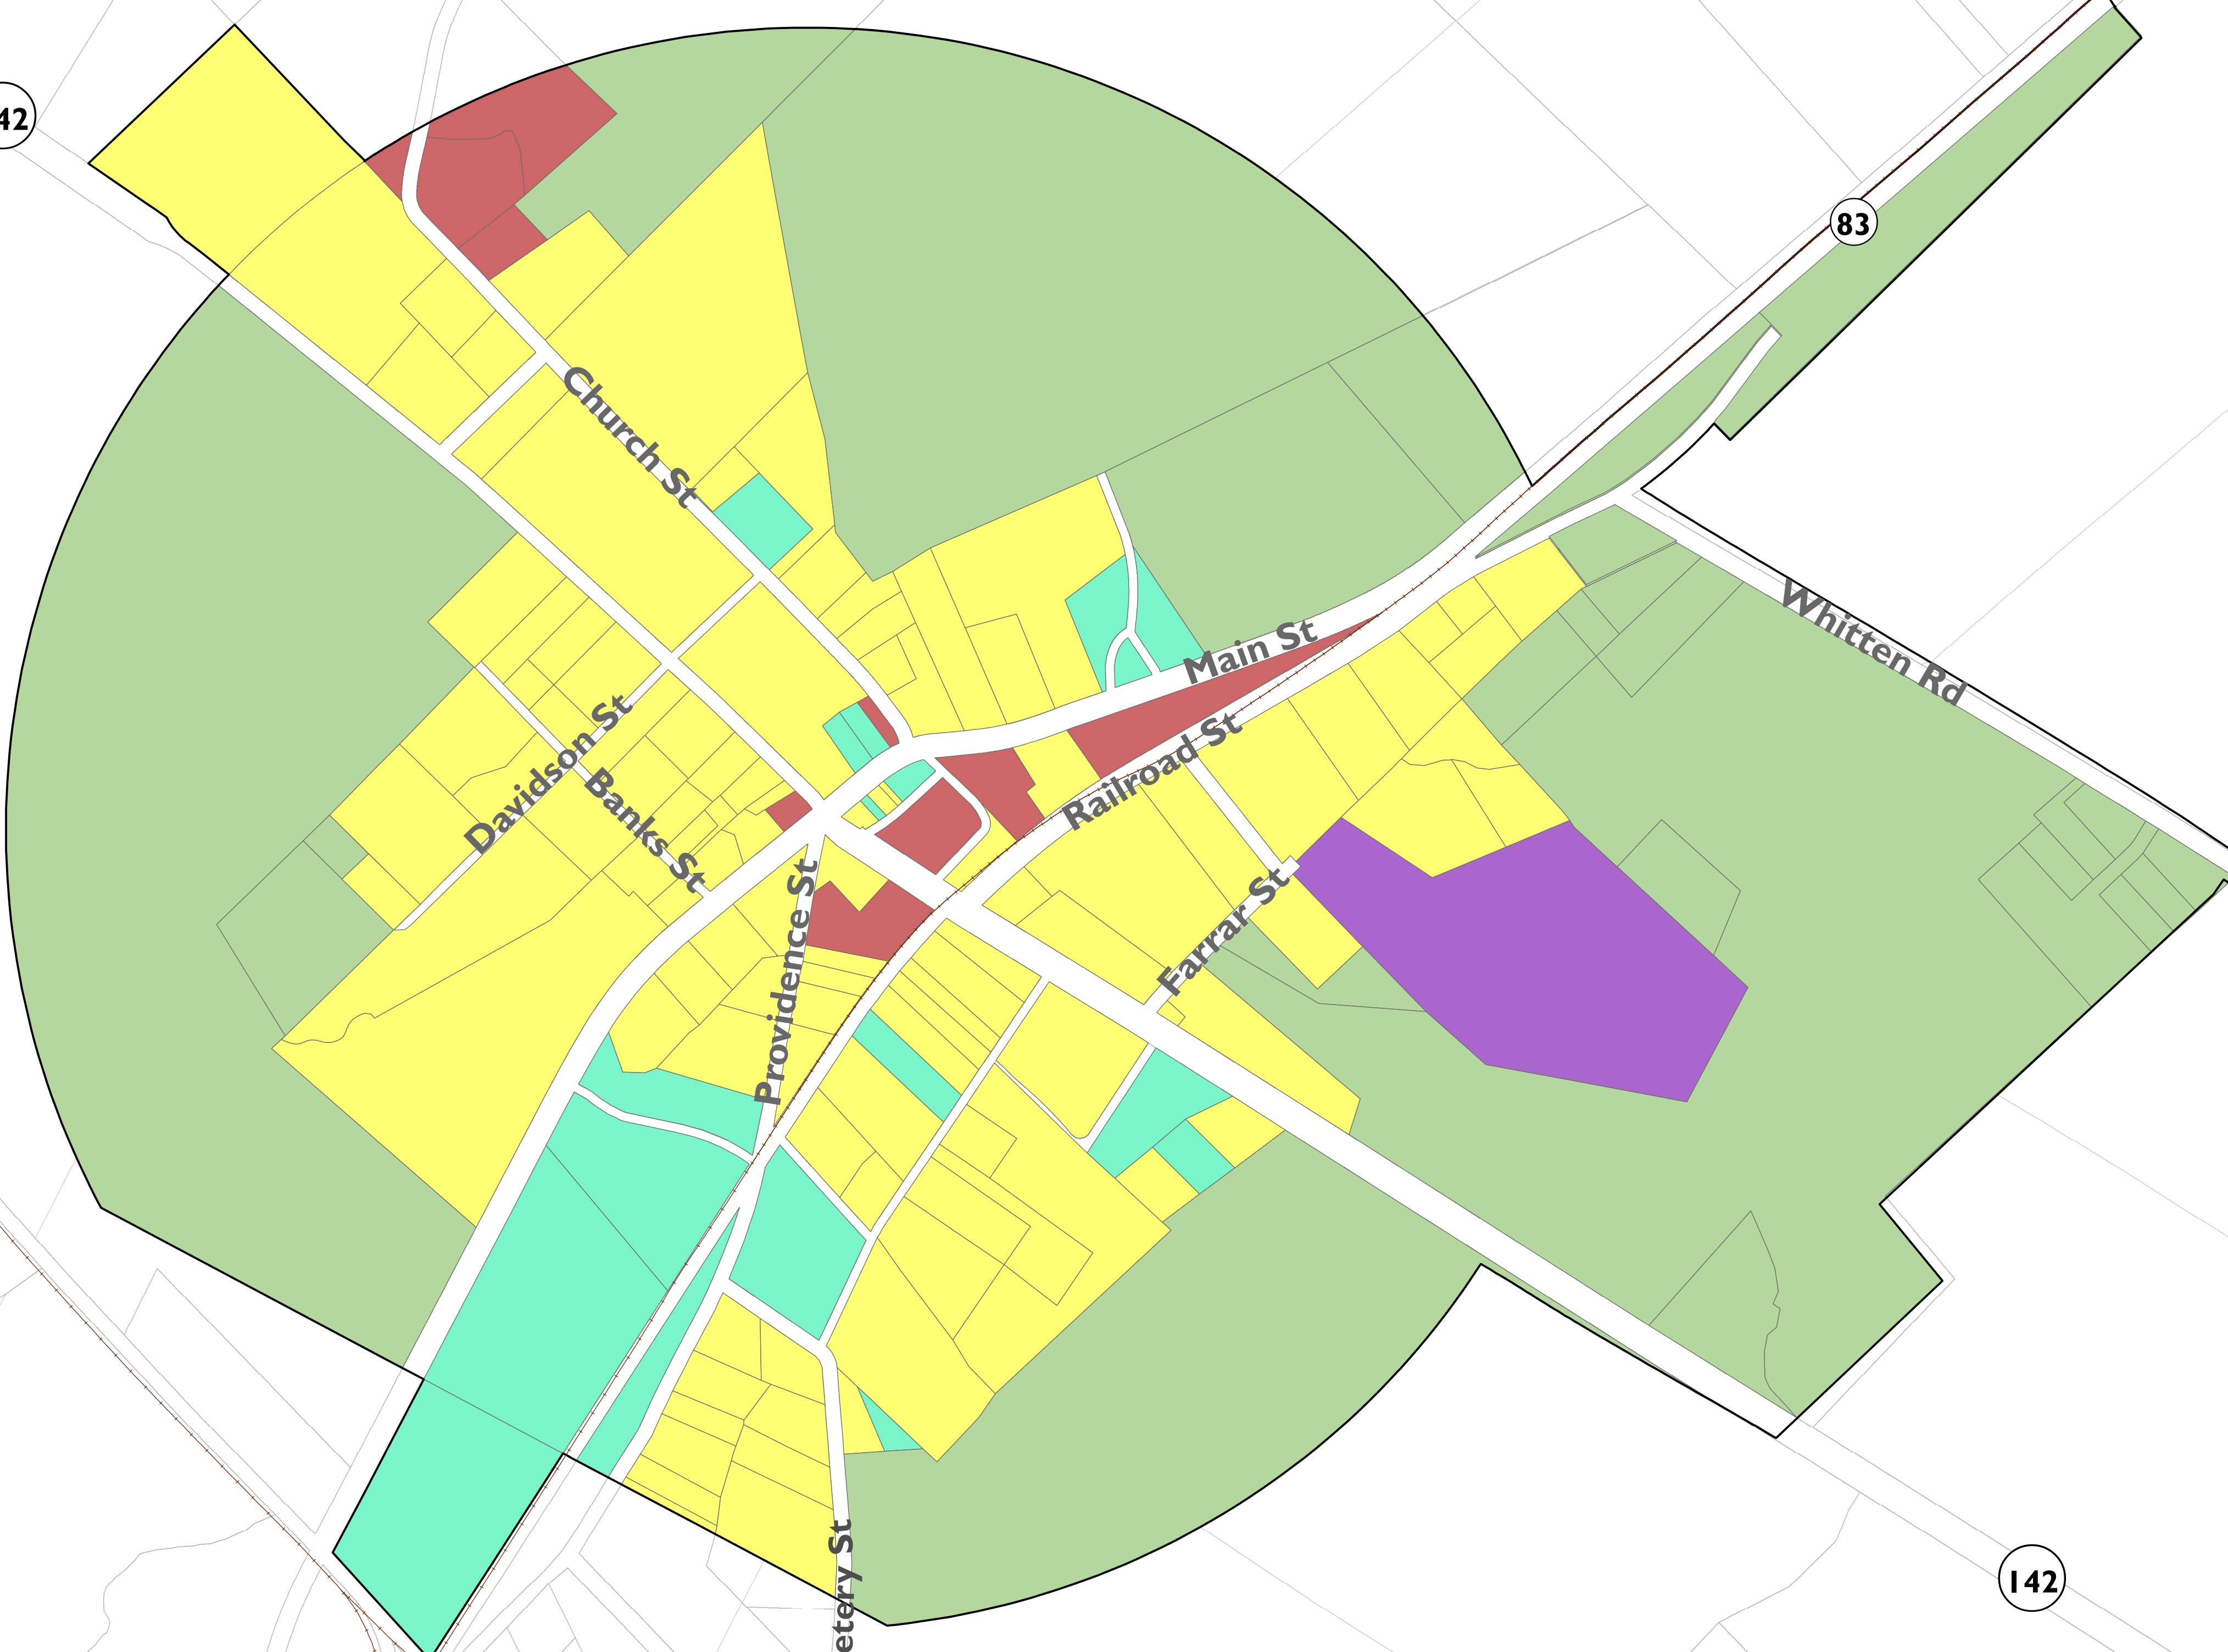 42
83
Church St
Whitten Rd
Main St
Davidson St
Railroad St
Banks St
Providence St
Farrar St
etery St
142